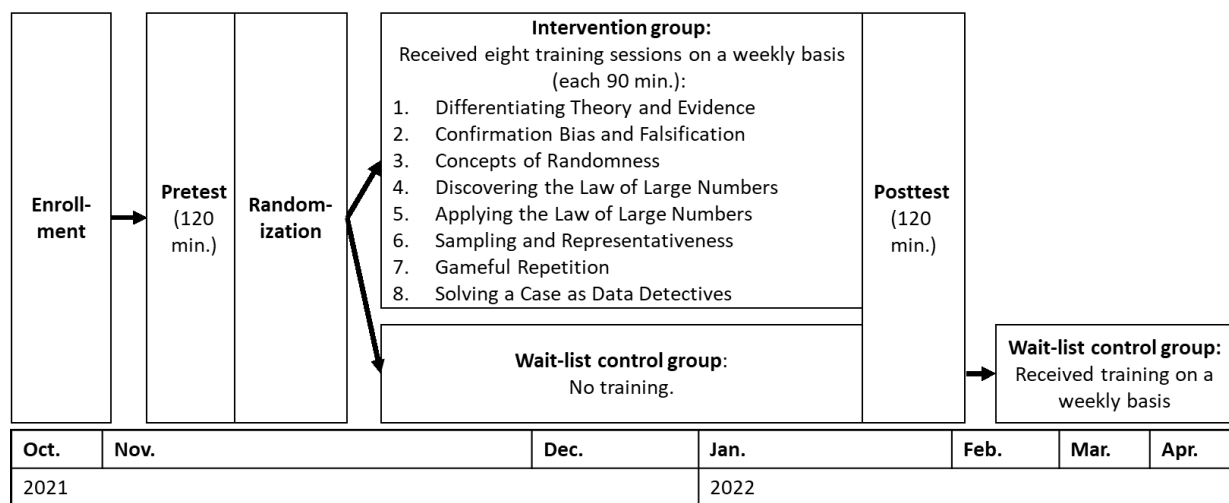 Enroll-
ment
Pretest
(120
min.)
Random-
ization
Intervention group:
Received eight training sessions on a weekly basis
(each 90 min.):
1. Differentiating Theory and Evidence
2. Confirmation Bias and Falsification
3. Concepts of Randomness
4. Discovering the Law of Large Numbers
5. Applying the Law of Large Numbers
6. Sampling and Representativeness
7. Gameful Repetition
8. Solving a Case as Data Detectives
Wait-list control group:
No training.
Posttest
(120
min.)
Wait-list control group:
Received training on a
weekly basis
Oct. Nov. Dec. Jan. Feb. Mar. Apr.
2021 2022